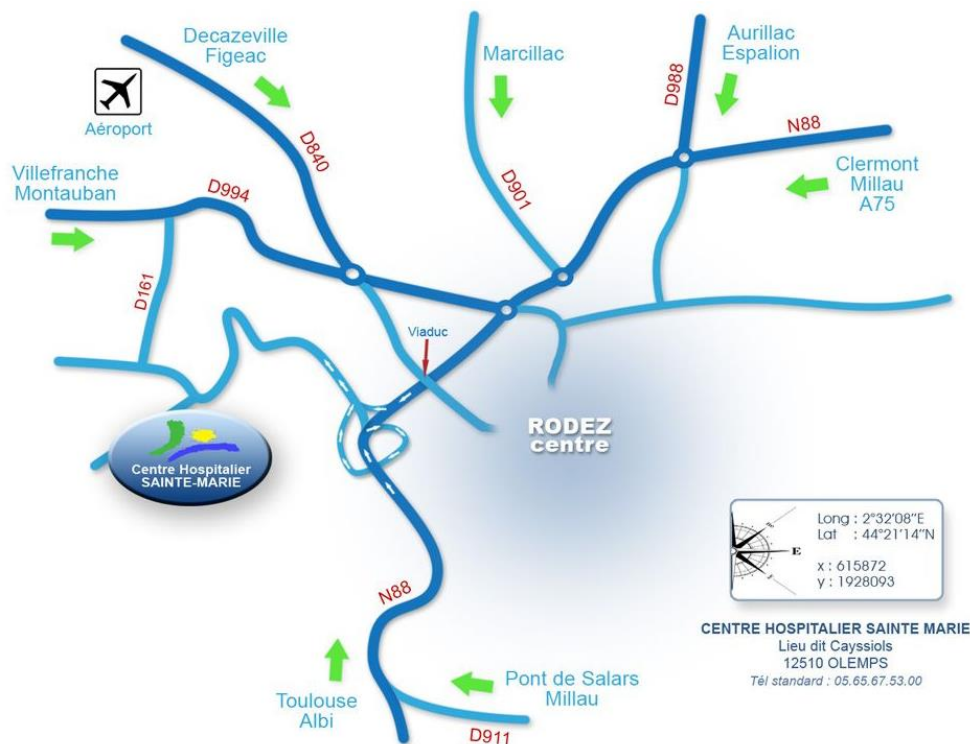 Decazeville
Figeac
Marcillac
Aurillac
Espalion
D988
N88
Aéroport
D840
D901
Clermont
Millau
A75
Villefranche
Montauban
D994
D161
Viaduc
RODEZ
centre
Centre Hospitalier
SAINTE-MARIE
Long : 2°32'08"E
Lat : 44°21'14"N
E
x : 615872
y : 1928093
N88
CENTRE HOSPITALIER SAINTE MARIE
Lieu dit Cayssiols
12510 OLEMPS
Tél standard : 05.65.67.53.00
Toulouse
Albi
Pont de Salars
Millau
D911